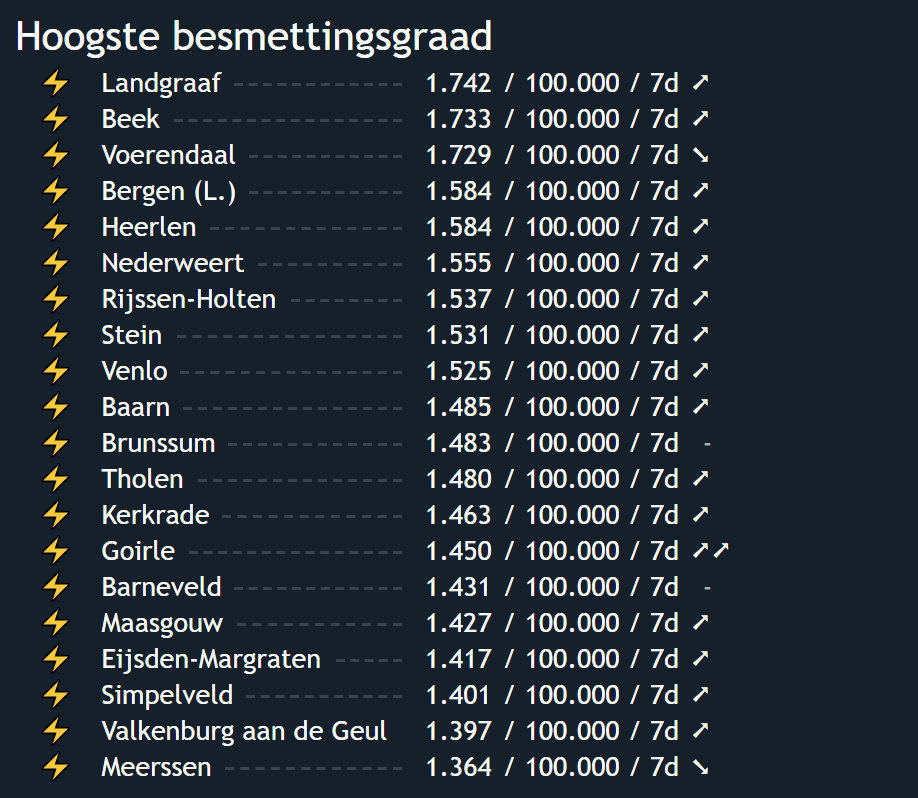 Hoogste besmettingsgraad
⚡ Landgraaf ------------ 1.742 / 100.000 / 7d ➚
⚡ Beek ---------------- 1.733 / 100.000 / 7d ➚
⚡ Voerendaal ----------- 1.729 / 100.000 / 7d ➘
⚡ Bergen (L.) ----------- 1.584 / 100.000 / 7d ➚
⚡ Heerlen -------------- 1.584 / 100.000 / 7d ➚
⚡ Nederweert ---------- 1.555 / 100.000 / 7d ➚
⚡ Rijssen-Holten -------- 1.537 / 100.000 / 7d ➚
⚡ Stein ---------------- 1.531 / 100.000 / 7d ➚
⚡ Venlo ---------------- 1.525 / 100.000 / 7d ➚
⚡ Baarn ---------------- 1.485 / 100.000 / 7d ➚
⚡ Brunssum ------------ 1.483 / 100.000 / 7d -
⚡ Tholen --------------- 1.480 / 100.000 / 7d ➚
⚡ Kerkrade ------------- 1.463 / 100.000 / 7d ➚
⚡ Goirle --------------- 1.450 / 100.000 / 7d ➚➚
⚡ Barneveld ------------ 1.431 / 100.000 / 7d -
⚡ Maasgouw ------------ 1.427 / 100.000 / 7d ➚
⚡ Eijsden-Margraten ----- 1.417 / 100.000 / 7d ➚
⚡ Simpelveld ----------- 1.401 / 100.000 / 7d ➚
⚡ Valkenburg aan de Geul 1.397 / 100.000 / 7d ➚
⚡ Meerssen ------------- 1.364 / 100.000 / 7d ➘